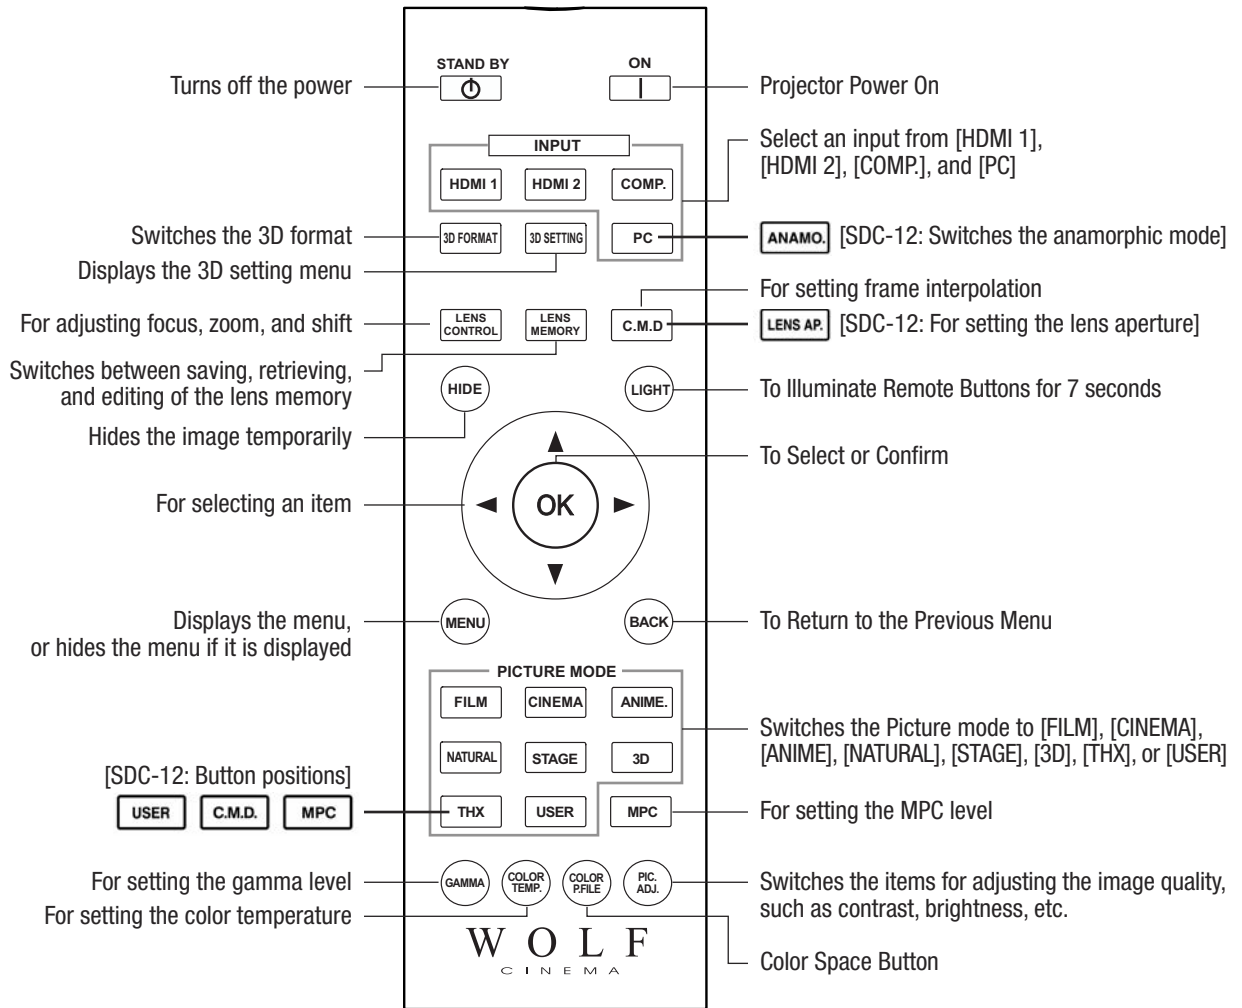 STAND BY
ON
Turns off the power
Projector Power On
INPUT
Select an input from [HDMI 1],
[HDMI 2], [COMP.], and [PC]
HDMI 1
HDMI 2
COMP.
Switches the 3D format
3D FORMAT
3D SETTING
PC
ANAMO. [SDC-12: Switches the anamorphic mode]
Displays the 3D setting menu
For setting frame interpolation
For adjusting focus, zoom, and shift
LENS
CONTROL
LENS
MEMORY
C.M.D
LENS AP. [SDC-12: For setting the lens aperture]
Switches between saving, retrieving,
and editing of the lens memory
HIDE
LIGHT
To Illuminate Remote Buttons for 7 seconds
Hides the image temporarily
To Select or Confirm
For selecting an item
OK
Displays the menu,
or hides the menu if it is displayed
MENU
BACK
To Return to the Previous Menu
PICTURE MODE
FILM
CINEMA
ANIME.
Switches the Picture mode to [FILM], [CINEMA],
[ANIME], [NATURAL], [STAGE], [3D], [THX], or [USER]
NATURAL
STAGE
3D
[SDC-12: Button positions]
USER
C.M.D.
MPC
THX
USER
MPC
For setting the MPC level
For setting the gamma level
GAMMA
COLOR
TEMP.
COLOR
P.FILE
PIC.
ADJ.
Switches the items for adjusting the image quality,
such as contrast, brightness, etc.
For setting the color temperature
WOLF
CINEMA
Color Space Button